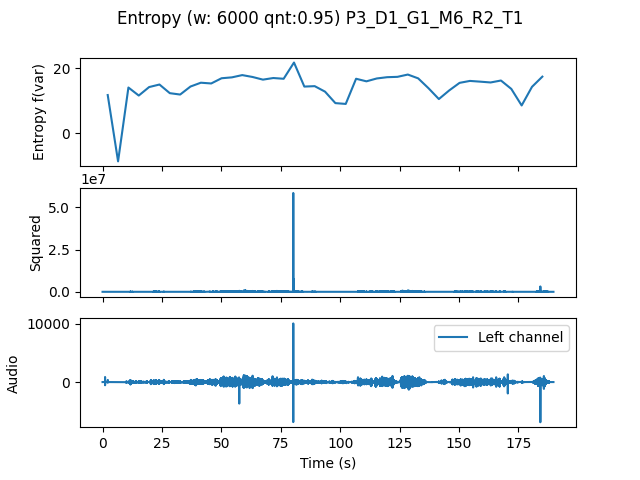 Entropy (w: 6000 qnt:0.95) P3_D1_G1_M6_R2_T1
20
0
Entropy f(var)
1e7
5.0
2.5
0.0
Squared
10000
0
Audio
Left channel
0 25 50 75 100 125 150 175
Time (s)